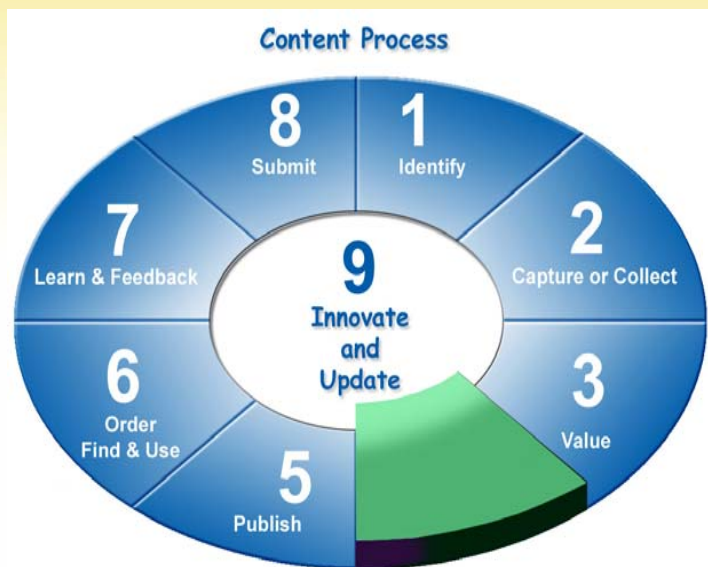 Content Process
8
Submit
1
Identify
7
Learn & Feedback
2
Capture or Collect
9
Innovate
and
Update
6
Order
Find & Use
3
Value
5
Publish